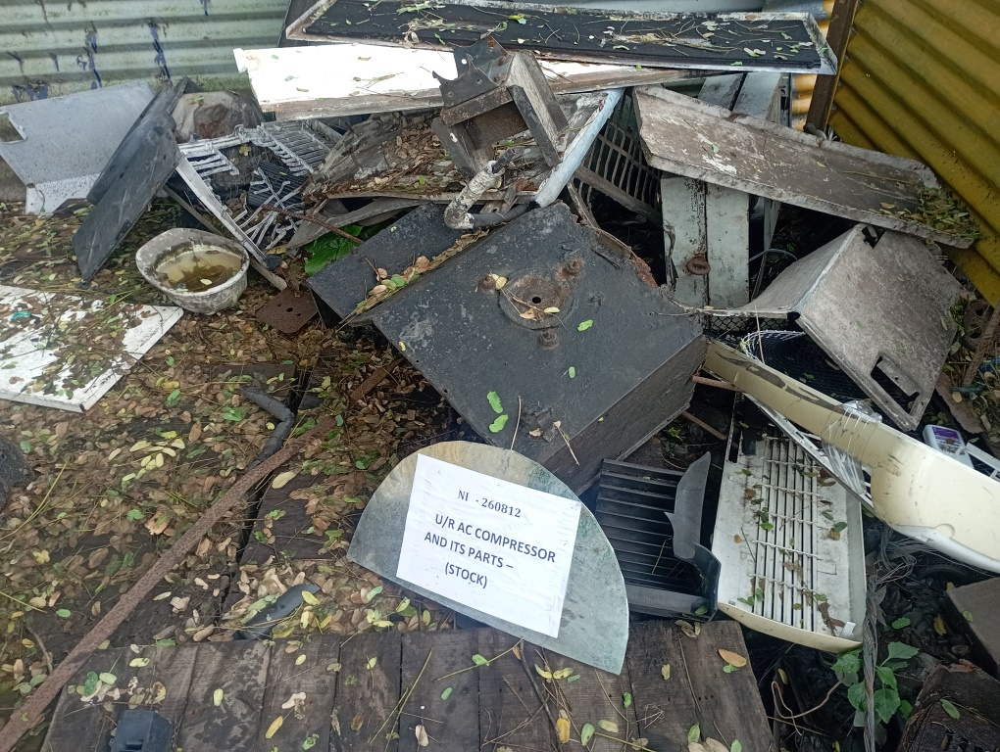 NI - 260812
U/R AC COMPRESSOR
AND ITS PARTS –
(STOCK)